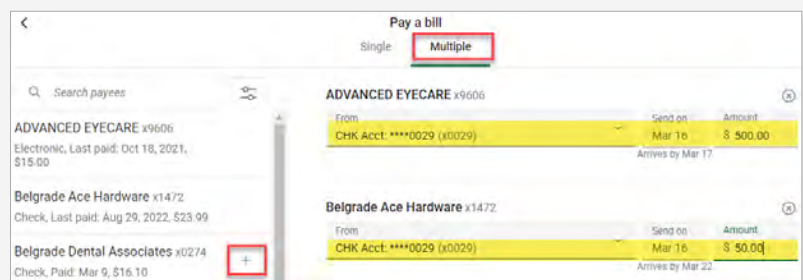 Pay a bill
Single Multiple
Search payees
ADVANCED EYECARE x9606
Electronic, Last paid: Oct 18, 2021,
$15.00
Belgrade Ace Hardware x1472
Check, Last paid: Aug 29, 2022, $23.99
Belgrade Dental Associates x0274
Check, Paid: Mar 9, $16.10
ADVANCED EYECARE x9606
From Send on Amount
CHK Acct: ****0029 (x0029) Mar 16 $ 500.00
Arrives by Mar 17
Belgrade Ace Hardware x1472
From Send on Amount
CHK Acct: ****0029 (x0029) Mar 16 $ 50.00
Arrives by Mar 22